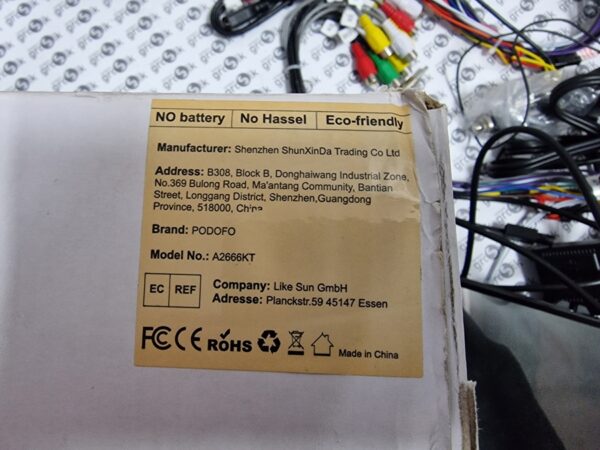 NO battery | No Hassel | Eco-friendly
Manufacturer: Shenzhen ShunXinDa Trading Co Ltd
Address: B308, Block B, Donghaiwang Industrial Zone,
No.369 Bulong Road, Ma'antang Community, Bantian
Street, Longgang District, Shenzhen,Guangdong
Province, 518000, China
Brand: PODOFO
Model No.: A2666KT
EC REF
Company: Like Sun GmbH
Adresse: Planckstr.59 45147 Essen
FC CE ROHS
Made in China